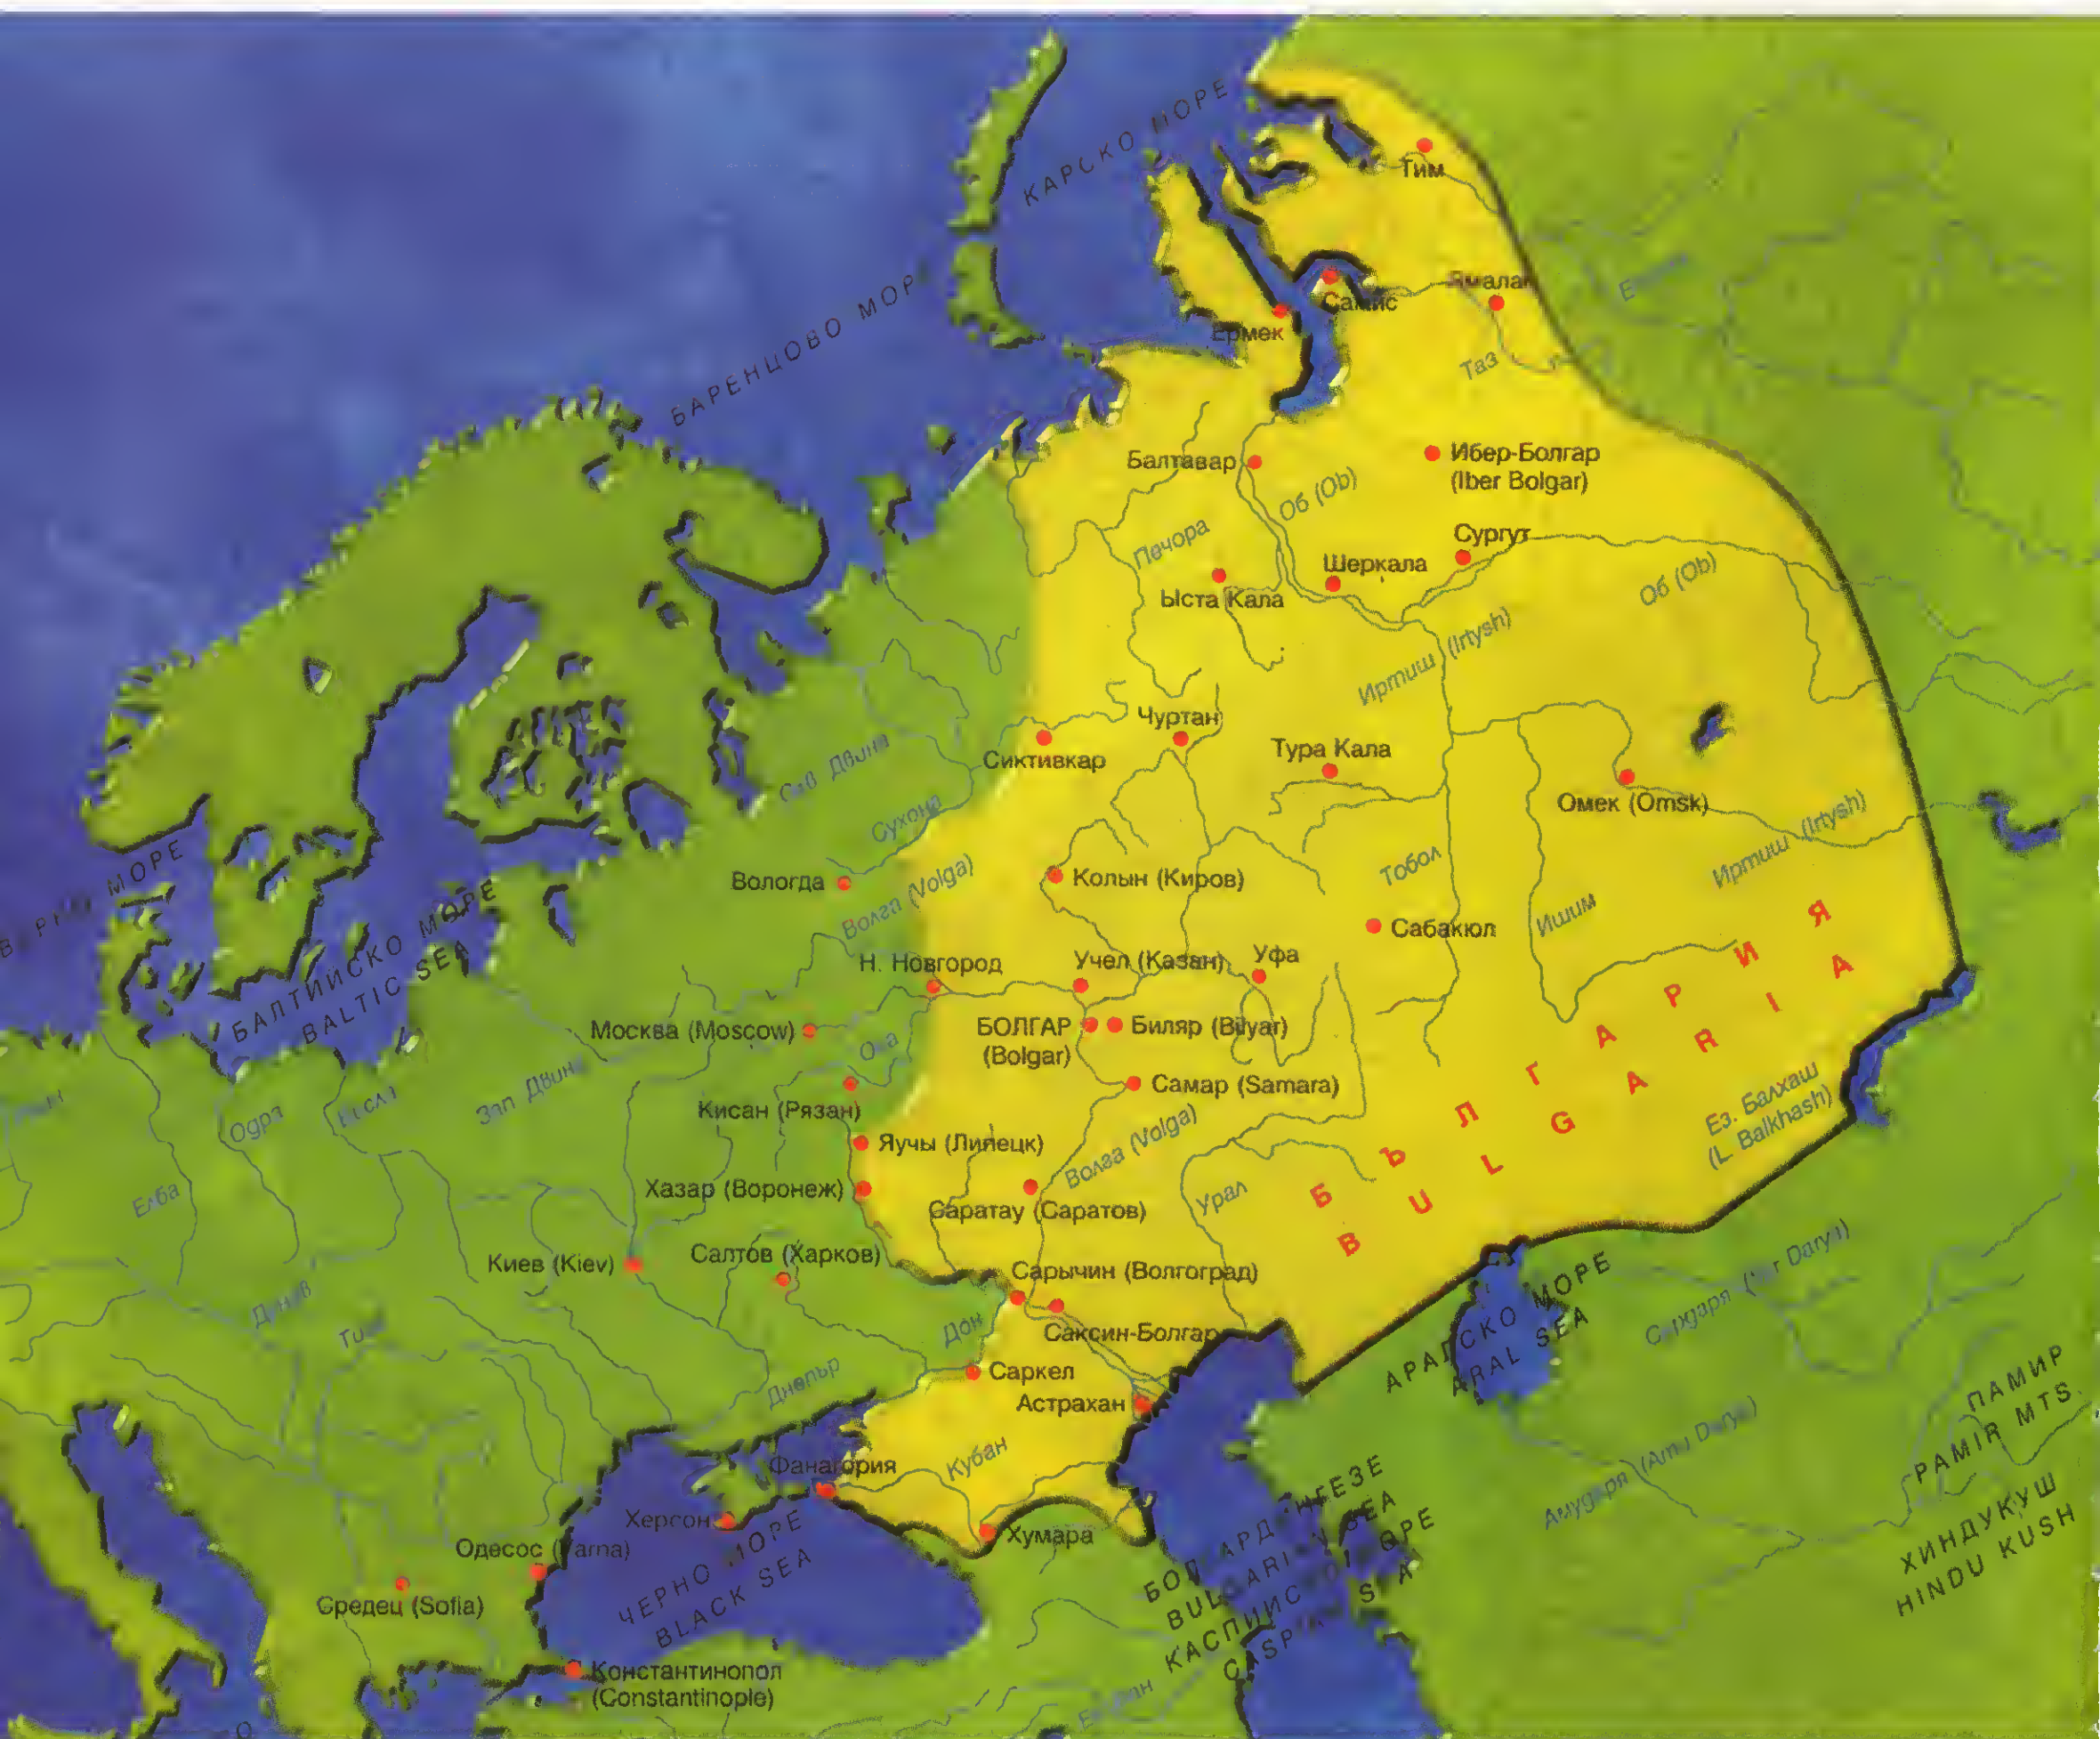 КАРСКО МОРЕ
Тим
Самис
Ермек
Таз
БАРЕНЦОВО МОР
Балтавар
Ибер-Болгар
(Iber Bolgar)
Об (Ob)
Печора
Сургут
Шеркала
Ыста Кала
Об (Ob)
Иртиш (Irtysh)
Чуртан
Сиктивкар
Тура Кала
Двина
Сухона
Омек (Omsk)
Иртиш (Irtysh)
Вологда
Волга (Volga)
Колын (Киров)
Тобол
Ишим
Сабакюл
МОРЕ
БАЛТИЙСКО МОРЕ
BALTIC SEA
Н. Новгород
Учел (Казан)
Уфа
Москва (Moscow)
БОЛГАР
(Bolgar)
Биляр (Bilyar)
Самар (Samara)
Кисан (Рязан)
Яучы (Липецк)
Хазар (Воронеж)
Саратау (Саратов)
Волга (Volga)
Урал
БЪЛГАРИЯ
BULGARIA
Ез. Балхаш
(L. Balkhash)
Одра
Зап Двина
Елба
Киев (Kiev)
Салтов (Харков)
Сарычин (Волгоград)
Саксин-Болгар
Дон
Днепър
Саркел
Астрахан
Кубан
Фанагория
Херсон
Хумара
АРАЛСКО МОРЕ
ARAL SEA
ПАМИР
PAMIR MTS.
ХИНДУКУШ
HINDU KUSH
Одесос (Varna)
Средец (Sofia)
ЧЕРНО МОРЕ
BLACK SEA
Константинопол
(Constantinople)